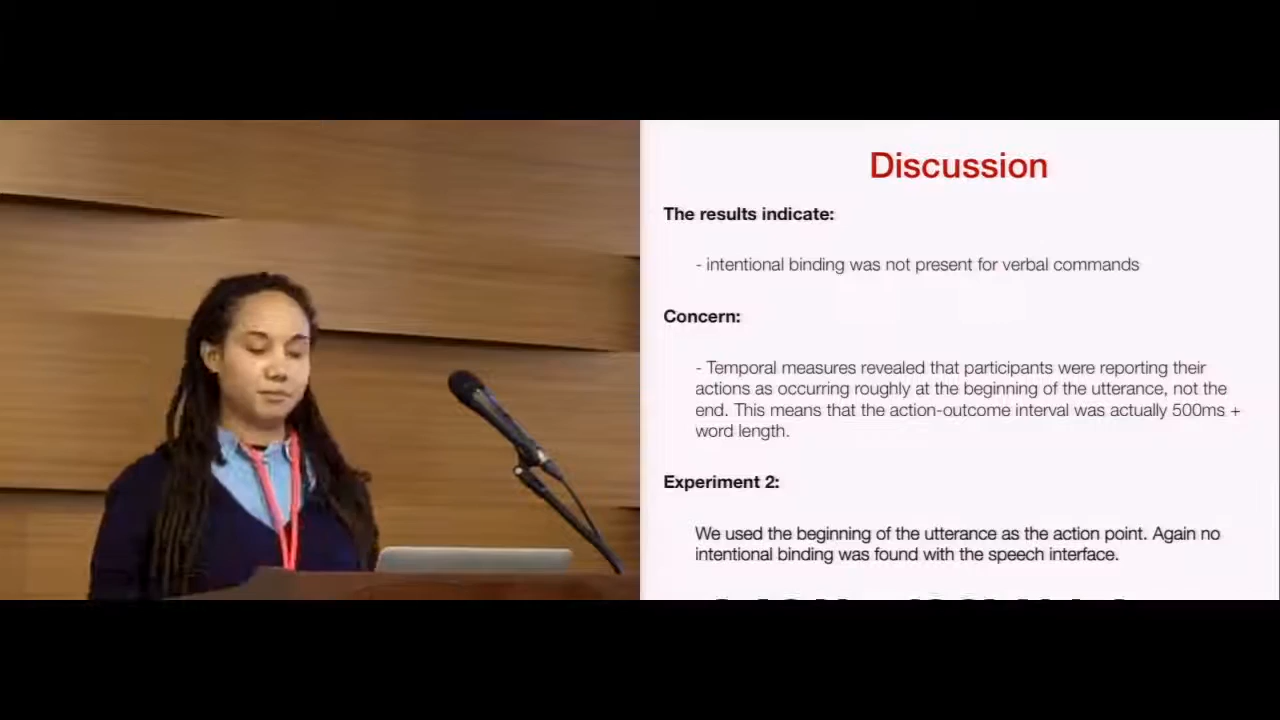 Discussion
The results indicate:
- intentional binding was not present for verbal commands
Concern:
- Temporal measures revealed that participants were reporting their
actions as occurring roughly at the beginning of the utterance, not the
end. This means that the action-outcome interval was actually 500ms +
word length.
Experiment 2:
We used the beginning of the utterance as the action point. Again no
intentional binding was found with the speech interface.